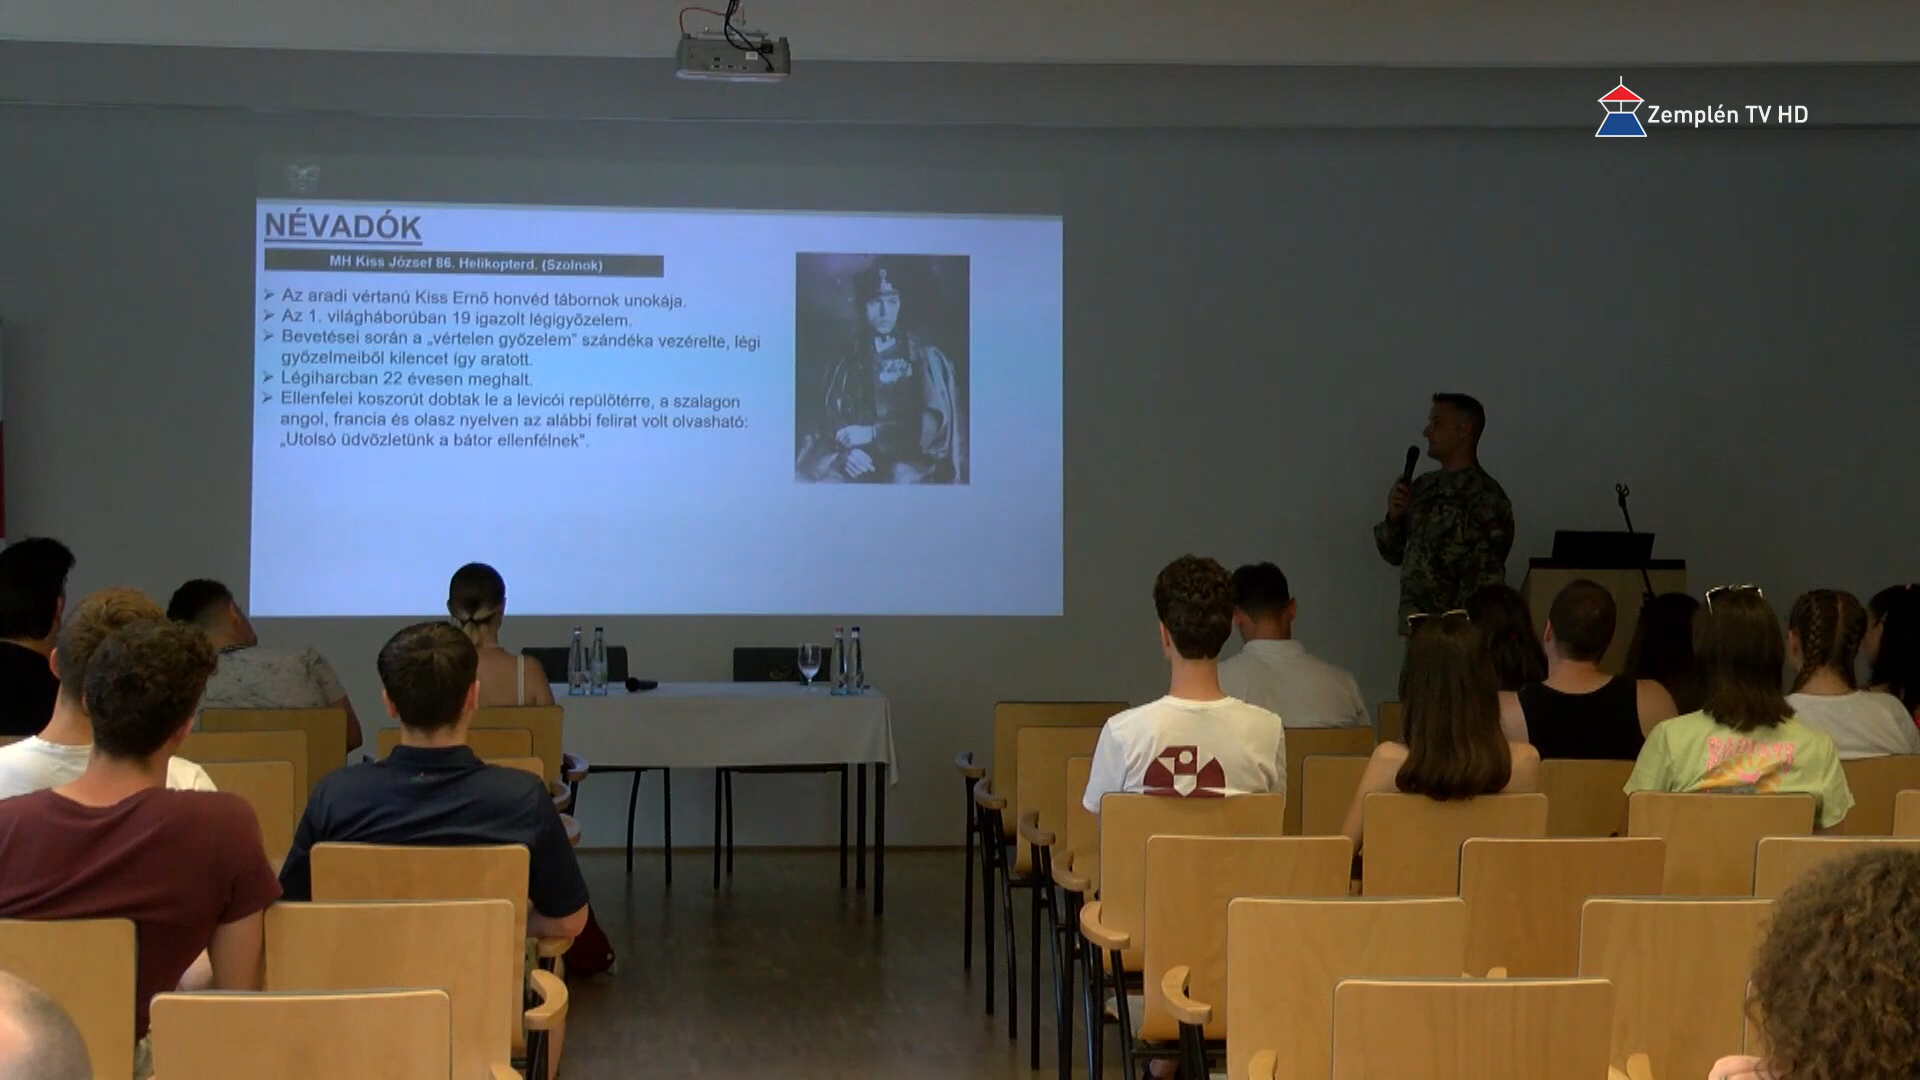 Zemplén TV HD
NÉVADÓK
MH Kiss József 86. Helikopterd. (Szolnok)
➢ Az aradi vértanú Kiss Ernő honvéd tábornok unokája.
➢ Az 1. világháborúban 19 igazolt légigyőzelem.
➢ Bevetései során a „vértelen győzelem” szándéka vezérelte, légi
győzelmeiből kilencet így aratott.
➢ Légiharcban 22 évesen meghalt.
➢ Ellenfelei koszorút dobtak le a levicói repülőtérre, a szalagon
angol, francia és olasz nyelven az alábbi felirat volt olvasható:
„Utolsó üdvözletünk a bátor ellenfélnek”.